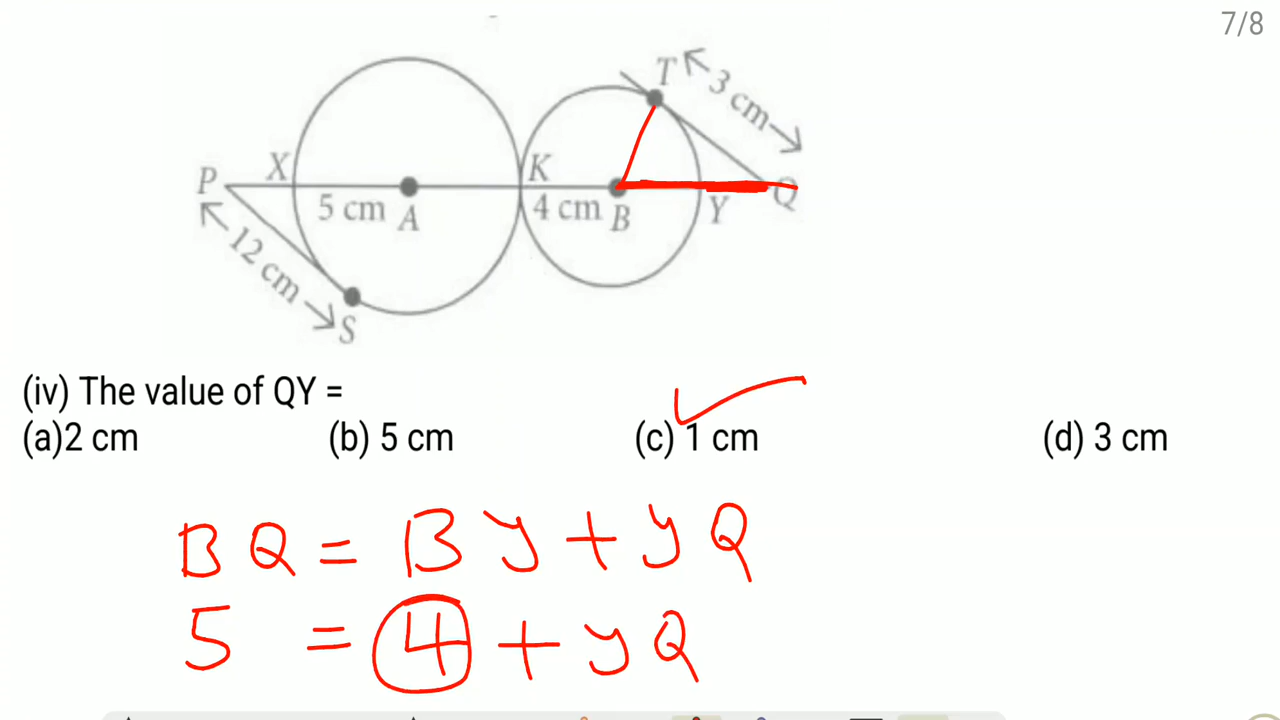 7/8
T
3 cm
P X K Q
5 cm A 4 cm B Y
12 cm
S
(iv) The value of QY =
(a)2 cm (b) 5 cm (c) 1 cm (d) 3 cm
BQ = By + yQ
5 = 4 + yQ